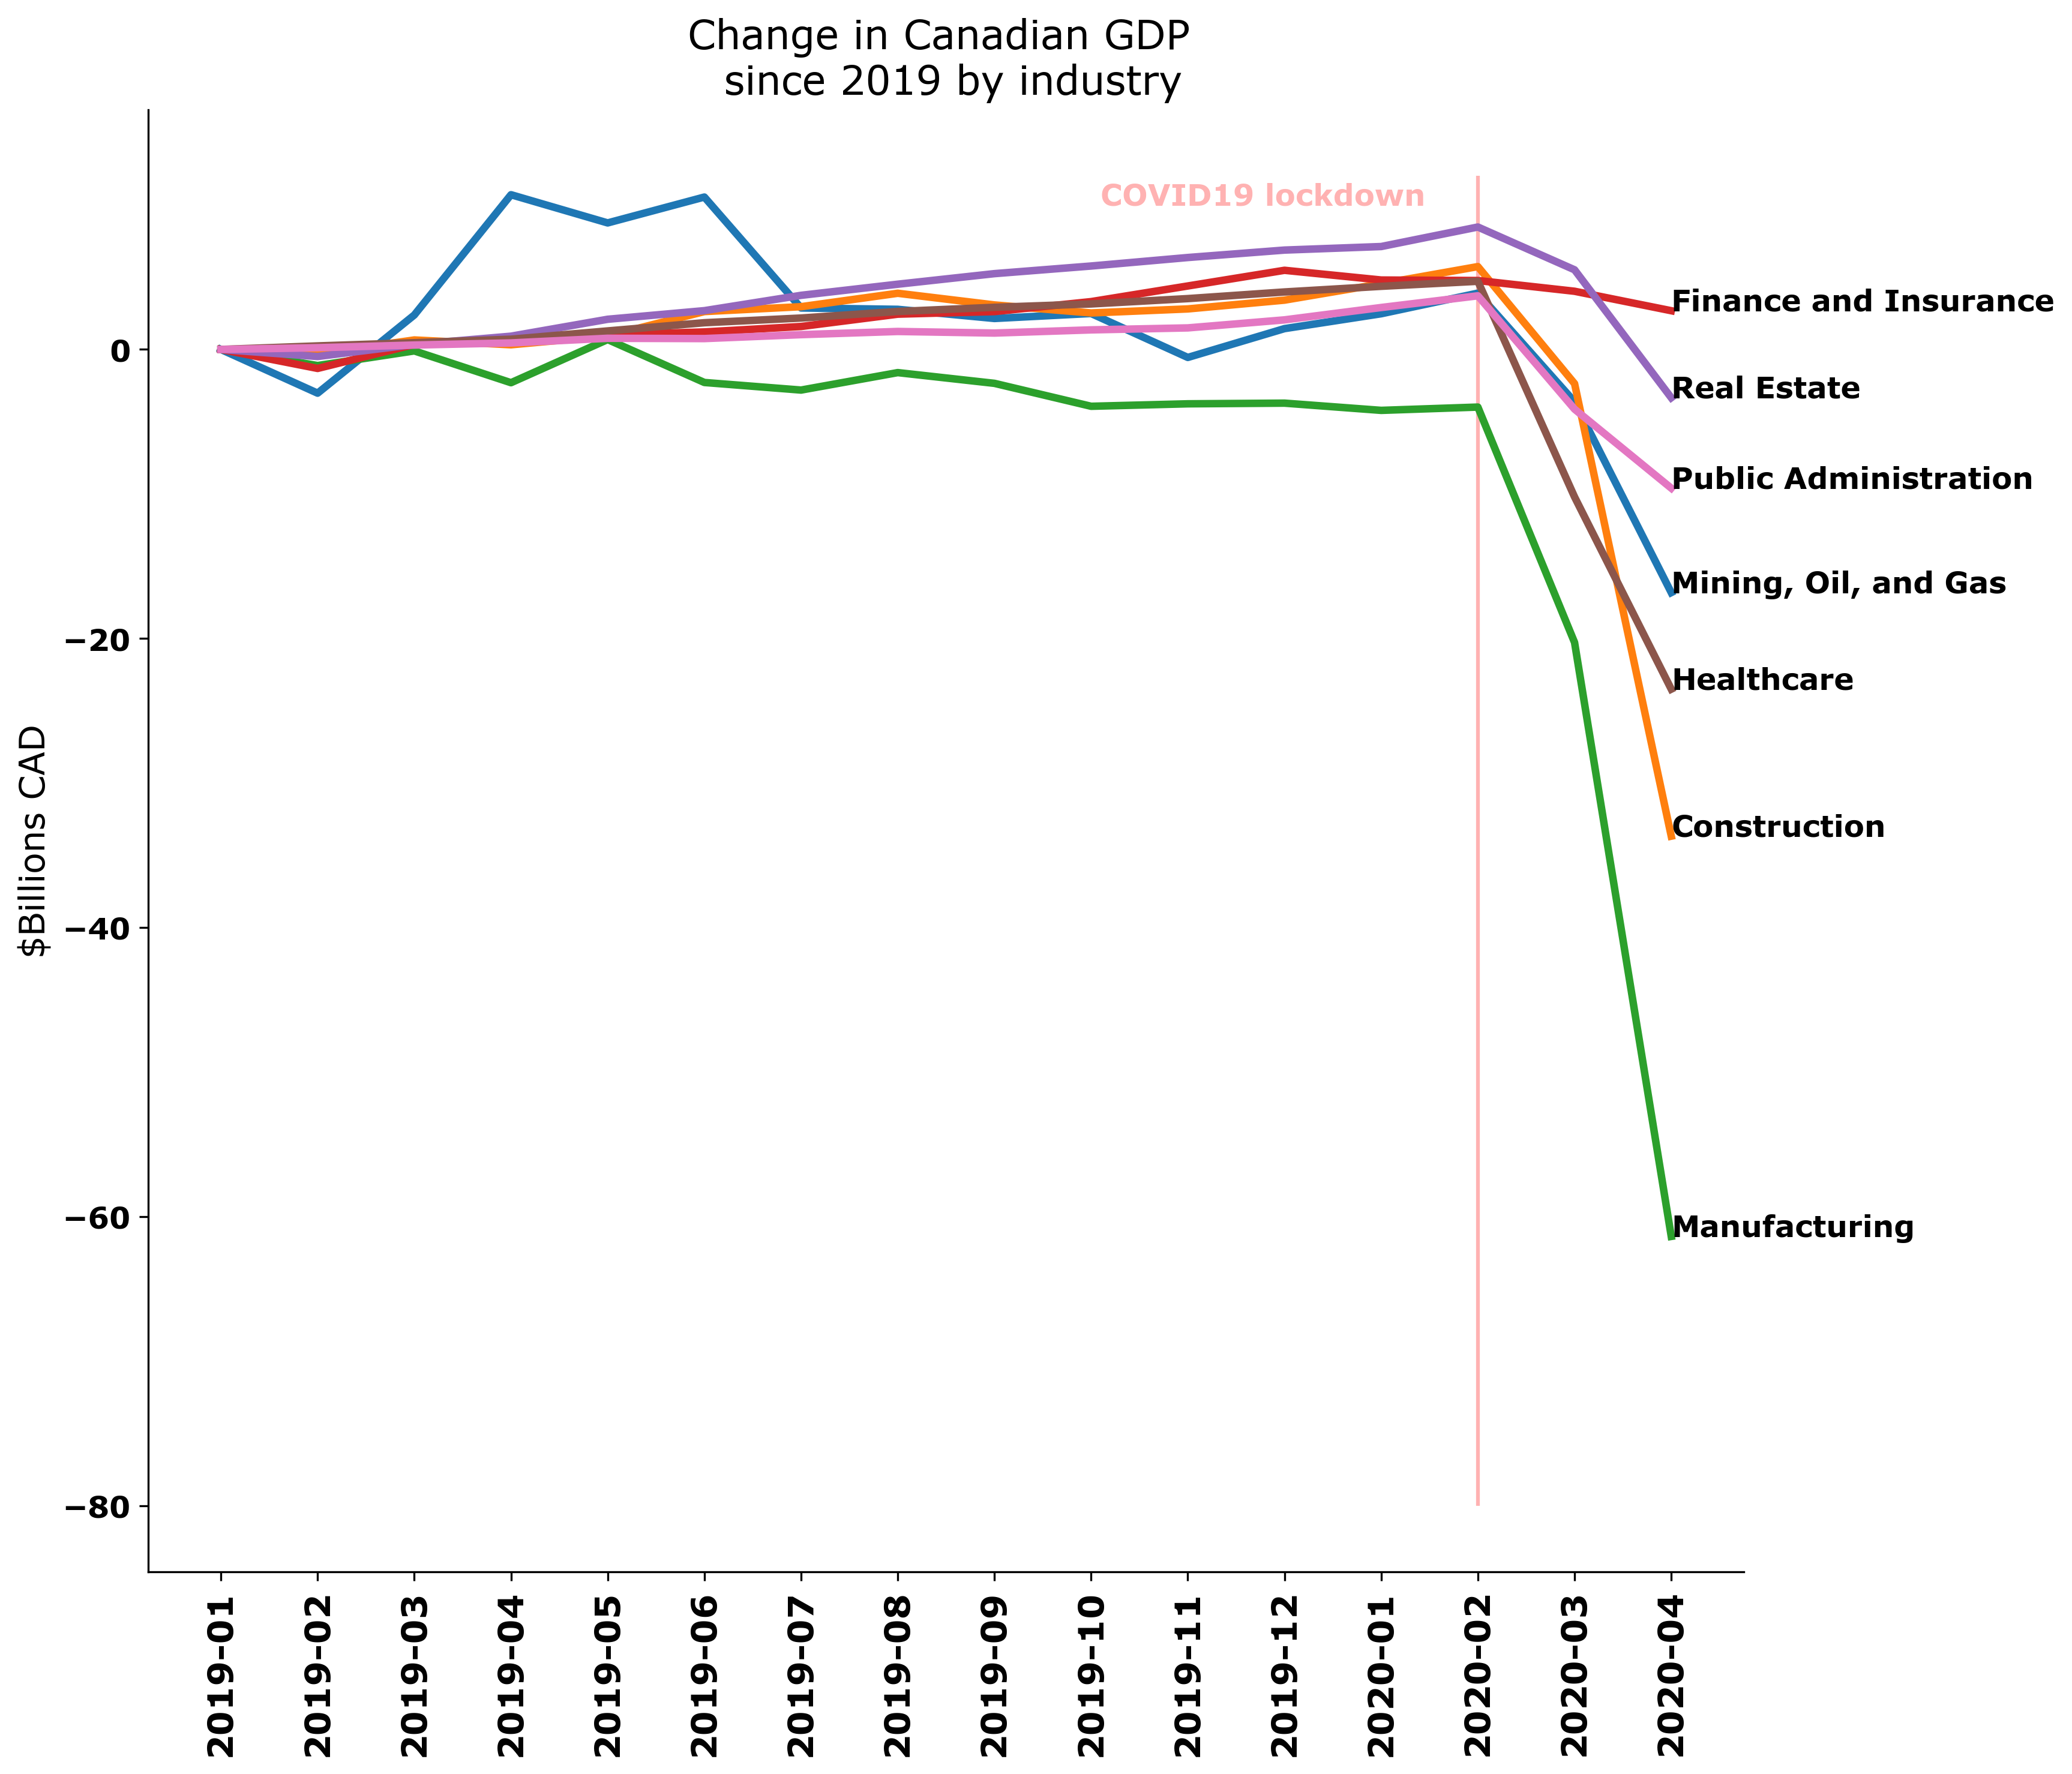 Change in Canadian GDP
since 2019 by industry
COVID19 lockdown
Finance and Insurance
Real Estate
Public Administration
Mining, Oil, and Gas
Healthcare
Construction
Manufacturing
$Billions CAD
0
−20
−40
−60
−80
2019-01
2019-02
2019-03
2019-04
2019-05
2019-06
2019-07
2019-08
2019-09
2019-10
2019-11
2019-12
2020-01
2020-02
2020-03
2020-04